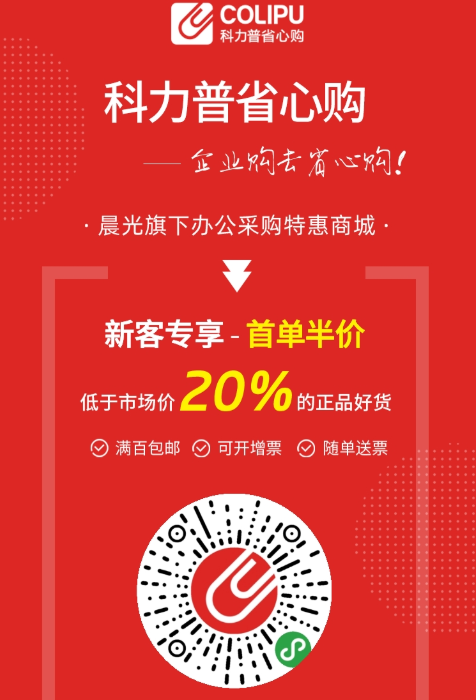 COLIPU
科力普省心购
科力普省心购
——企业购去省心购!
· 晨光旗下办公采购特惠商城 ·
新客专享 - 首单半价
低于市场价 20% 的正品好货
满百包邮 可开增票 随单送票